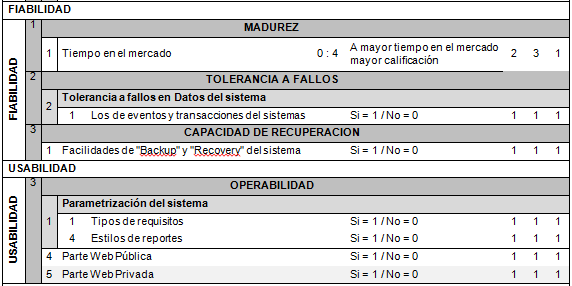 FIABILIDAD
FIABILIDAD
1 MADUREZ
1 Tiempo en el mercado 0 : 4 A mayor tiempo en el mercado mayor calificación 2 3 1
2 TOLERANCIA A FALLOS
2 Tolerancia a fallos en Datos del sistema
1 Los de eventos y transacciones del sistemas Si = 1 / No = 0 1 1 1
3 CAPACIDAD DE RECUPERACION
1 Facilidades de "Backup" y "Recovery" del sistema Si = 1 / No = 0 1 1 1
USABILIDAD
USABILIDAD
3 OPERABILIDAD
1 Parametrización del sistema
1 Tipos de requisitos Si = 1 / No = 0 1 1 1
4 Estilos de reportes Si = 1 / No = 0 1 1 1
4 Parte Web Pública Si = 1 / No = 0 1 1 1
5 Parte Web Privada Si = 1 / No = 0 1 1 1